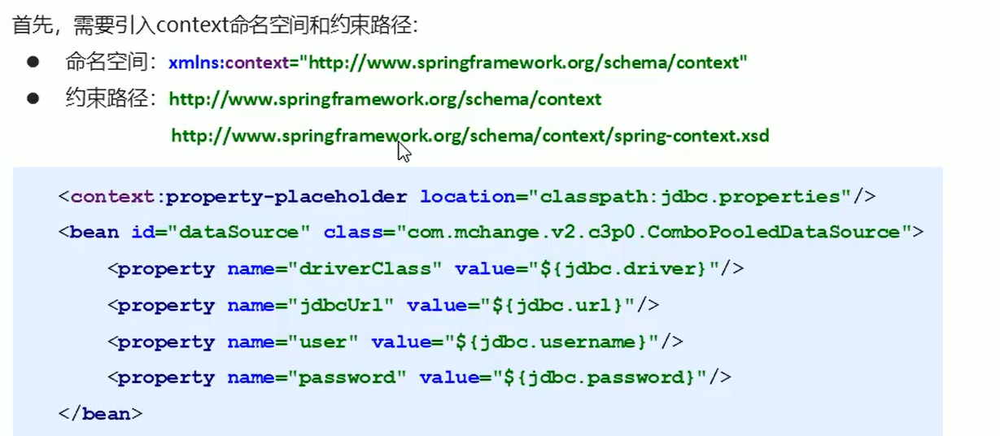 首先，需要引入context命名空间和约束路径：
● 命名空间：xmlns:context="http://www.springframework.org/schema/context"
● 约束路径：http://www.springframework.org/schema/context
http://www.springframework.org/schema/context/spring-context.xsd
<context:property-placeholder location="classpath:jdbc.properties"/>
<bean id="dataSource" class="com.mchange.v2.c3p0.ComboPooledDataSource">
<property name="driverClass" value="${jdbc.driver}"/>
<property name="jdbcUrl" value="${jdbc.url}"/>
<property name="user" value="${jdbc.username}"/>
<property name="password" value="${jdbc.password}"/>
</bean>